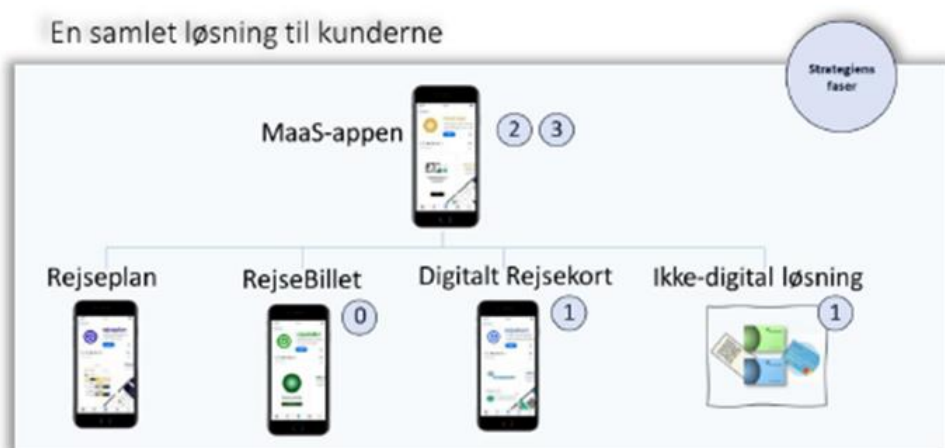 En samlet løsning til kunderne
Strategiens
faser
MaaS-appen
2
3
Rejseplan
RejseBillet
0
Digitalt Rejsekort
1
Ikke-digital løsning
1